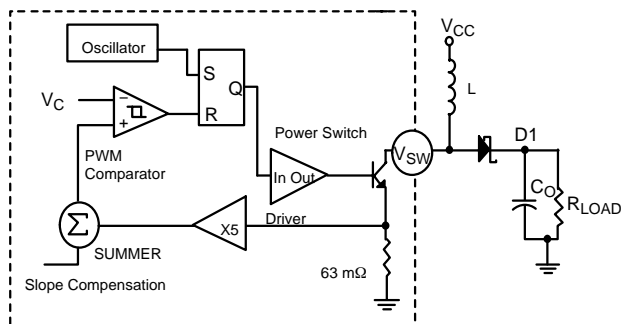 Oscillator
S
Q
R
V_C
−
+
PWM
Comparator
Power Switch
In Out
V_SW
V_CC
L
D1
C_O
R_LOAD
Driver
X5
Σ
SUMMER
Slope Compensation
63 mΩ